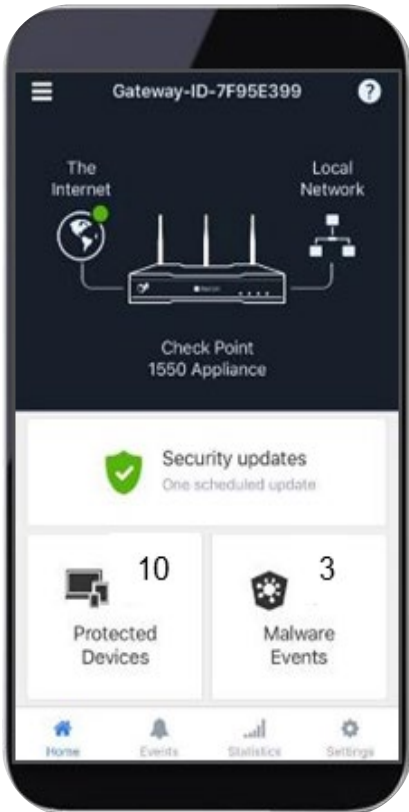 Gateway-ID-7F95E399
?
The
Internet
Local
Network
Check Point
1550 Appliance
Security updates
One scheduled update
10
Protected
Devices
3
Malware
Events
Home
Events
Statistics
Settings